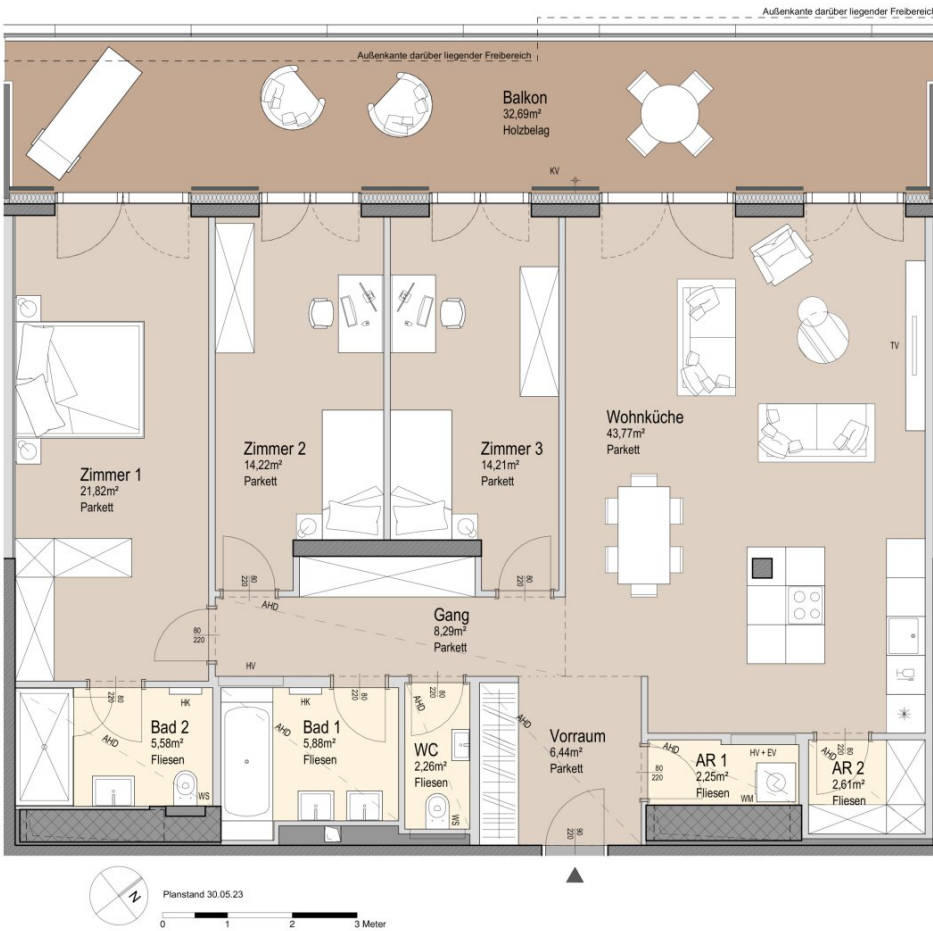 Außenkante darüber liegender Freibereich
Außenkante darüber liegender Freibereich
Balkon
32,69m²
Holzbelag
KV
TV
Wohnküche
43,77m²
Parkett
Zimmer 1
21,82m²
Parkett
Zimmer 2
14,22m²
Parkett
Zimmer 3
14,21m²
Parkett
80
220
80
220
AHD
Gang
8,29m²
Parkett
80
220
HV
80
220
HK
Bad 2
5,58m²
Fliesen
AHD
WS
80
220
HK
Bad 1
5,88m²
Fliesen
AHD
80
220
AHD
WC
2,26m²
Fliesen
WS
AHD
Vorraum
6,44m²
Parkett
90
220
80
220
AHD
HV + EV
AR 1
2,25m²
Fliesen
WM
80
220
AHD
AR 2
2,61m²
Fliesen
N
Planstand 30.05.23
0 1 2 3 Meter